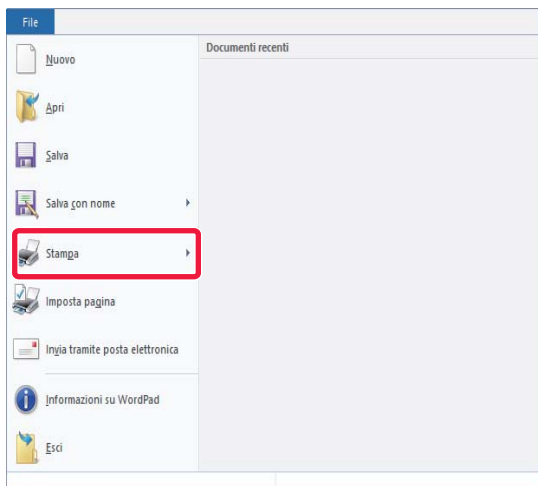 File
Documenti recenti
Nuovo
Apri
Salva
Salva con nome
Stampa
Imposta pagina
Invia tramite posta elettronica
Informazioni su WordPad
Esci